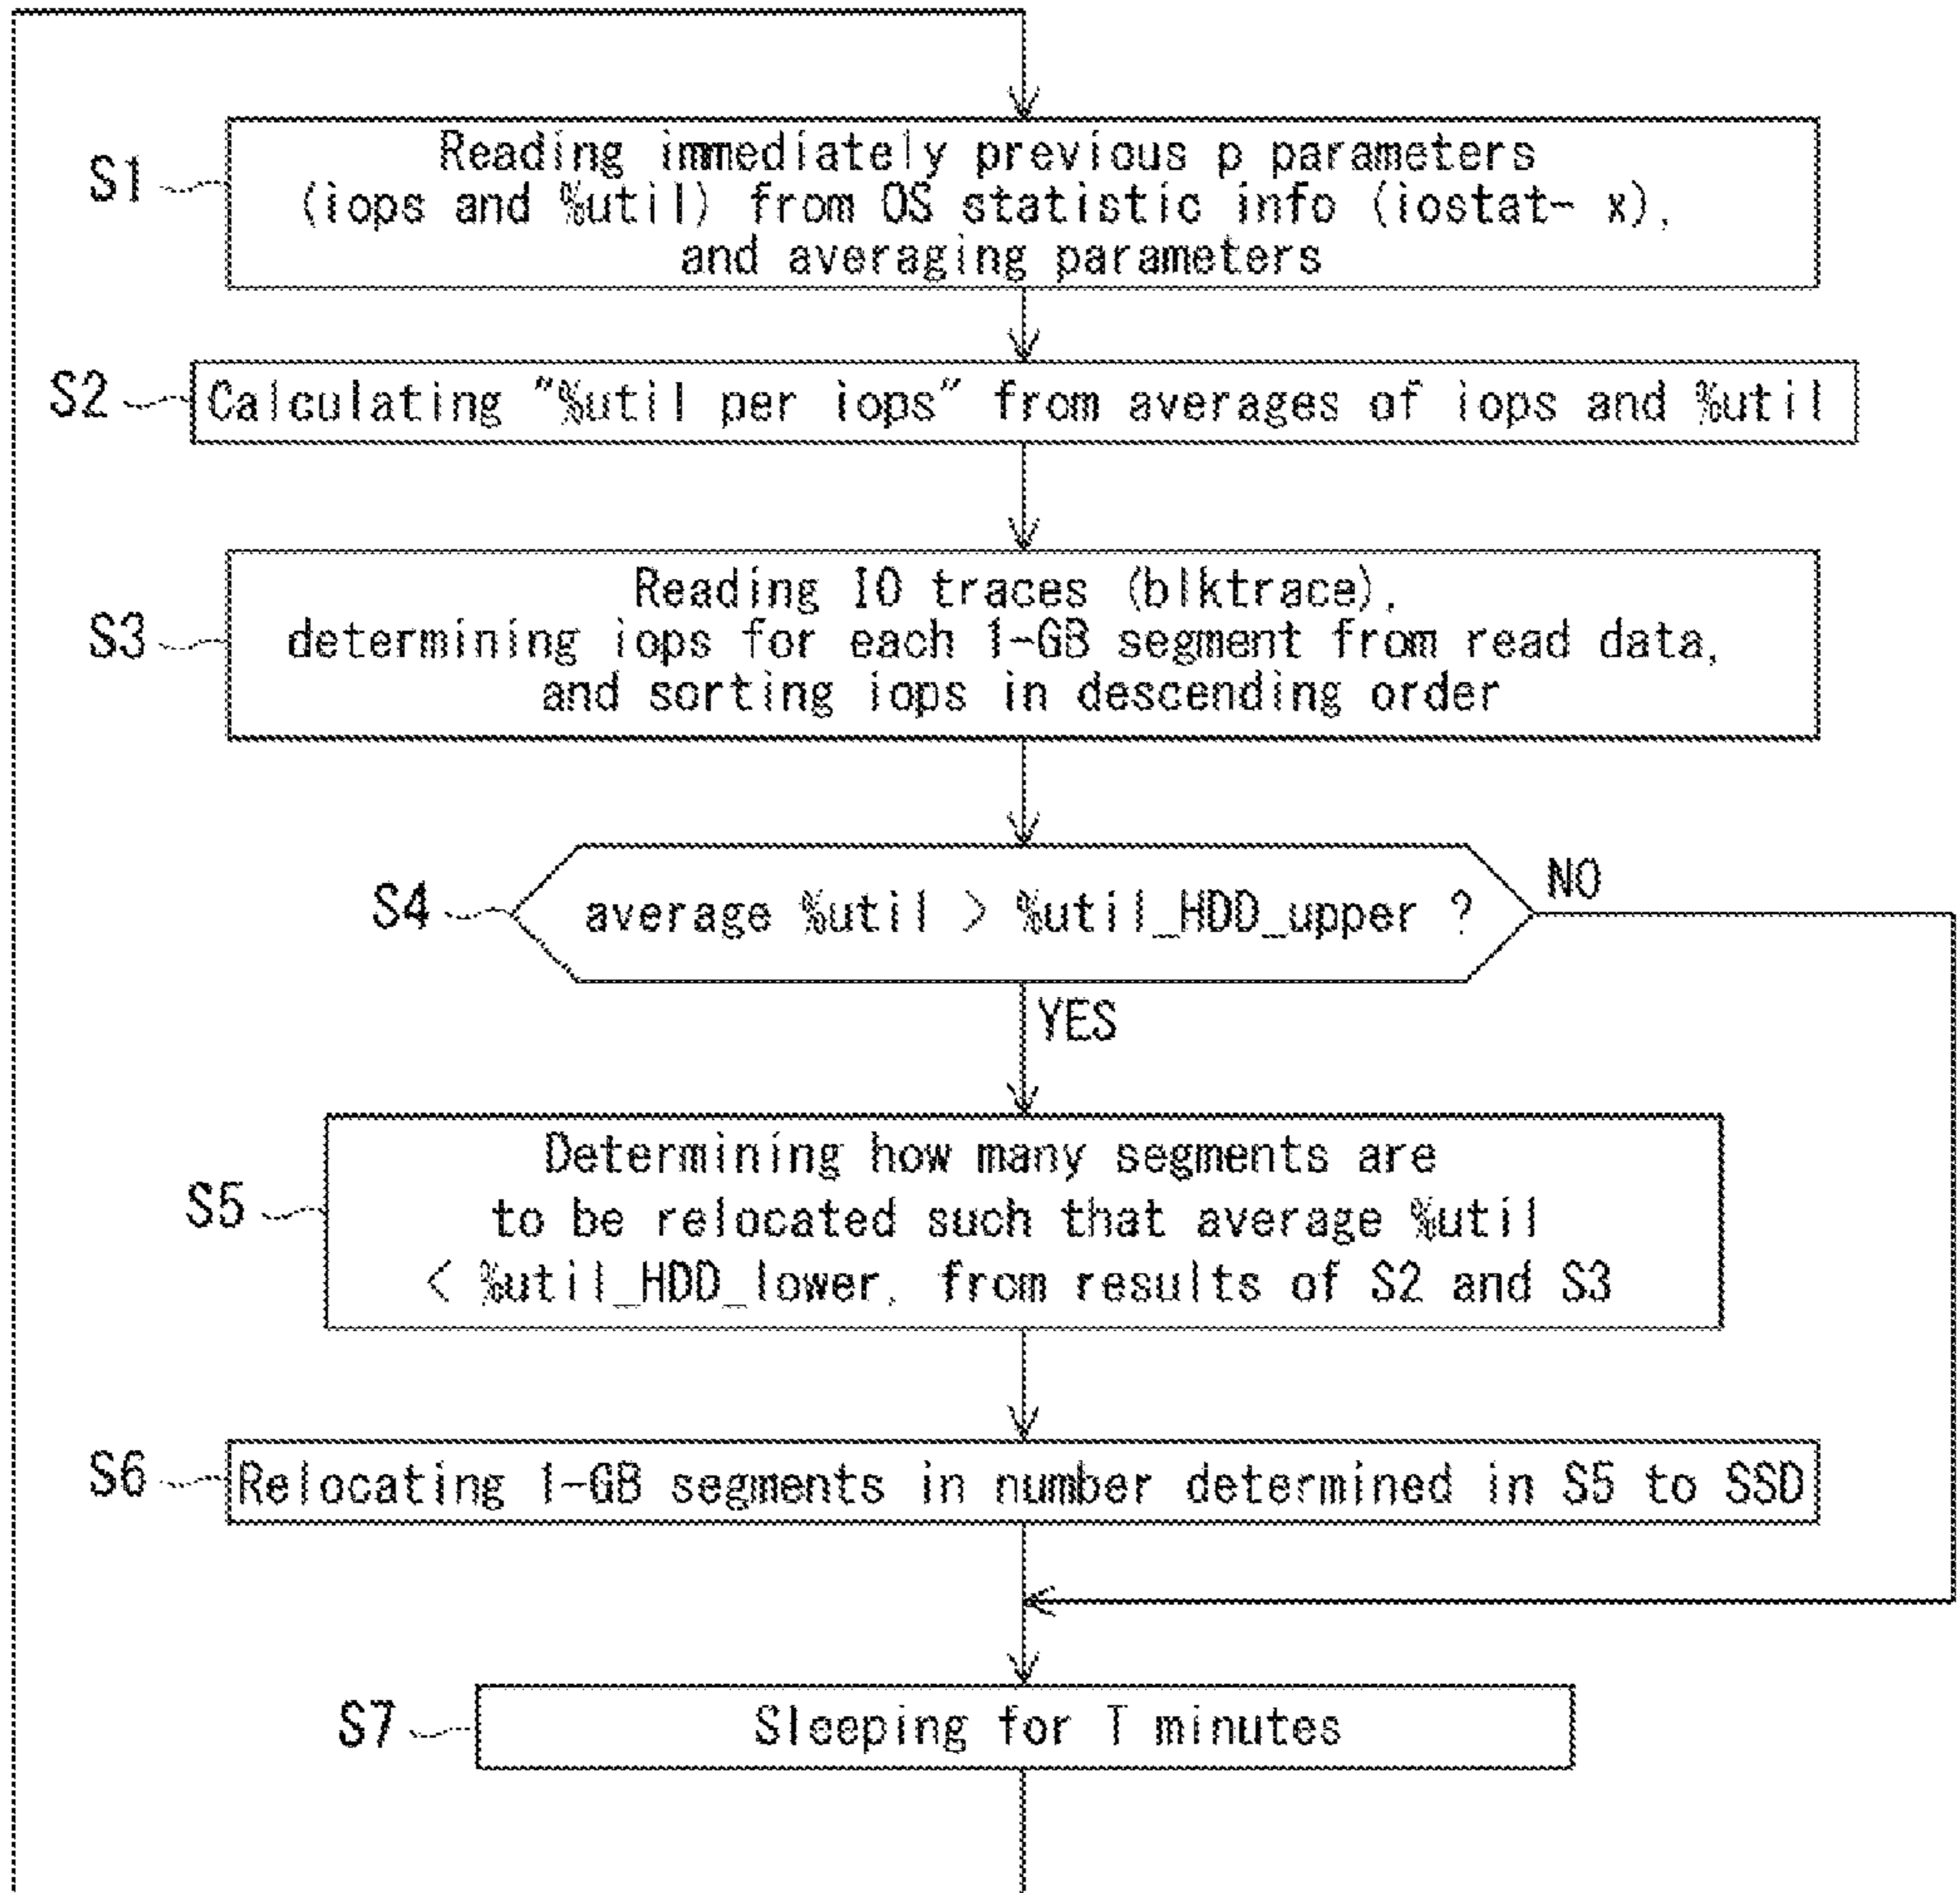 S1
Reading immediately previous p parameters
(iops and %util) from OS statistic info (iostat- x),
and averaging parameters
S2
Calculating "%util per iops" from averages of iops and %util
S3
Reading IO traces (blktrace),
determining iops for each 1-GB segment from read data,
and sorting iops in descending order
S4
average %util > %util_HDD_upper ?
NO
YES
S5
Determining how many segments are
to be relocated such that average %util
< %util_HDD_lower, from results of S2 and S3
S6
Relocating 1-GB segments in number determined in S5 to SSD
S7
Sleeping for T minutes